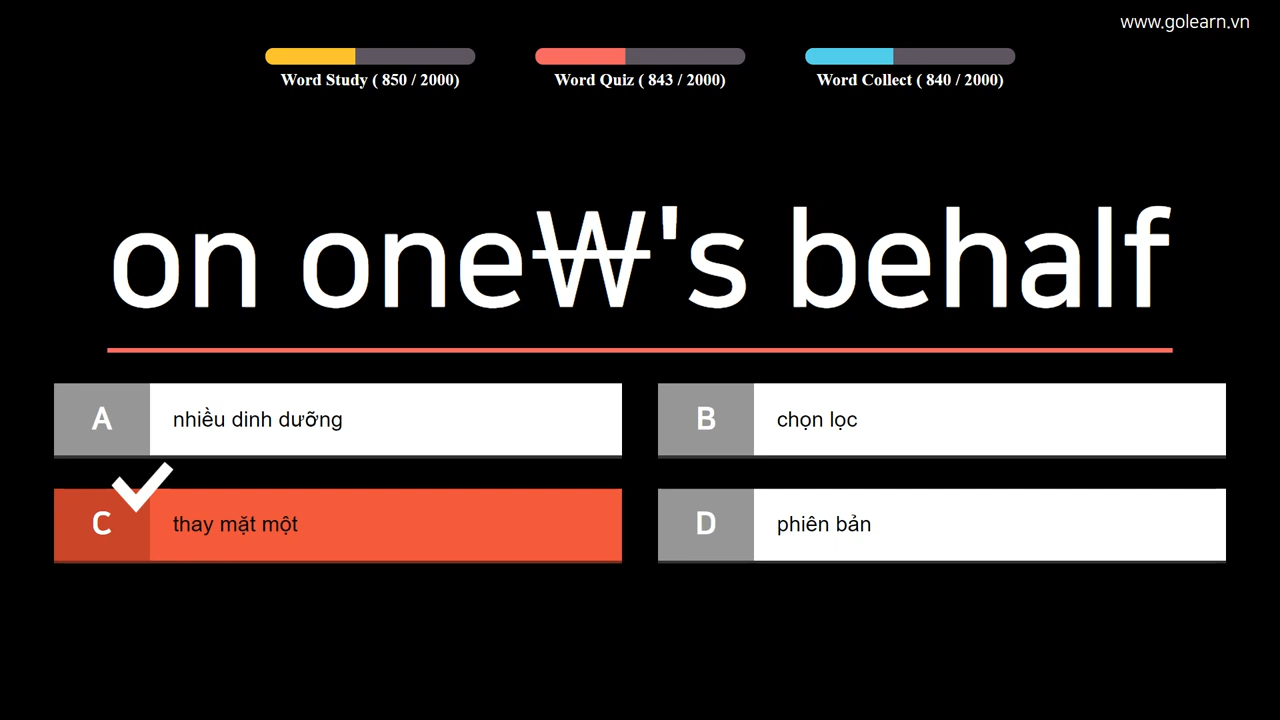 www.golearn.vn
Word Study ( 850 / 2000)
Word Quiz ( 843 / 2000)
Word Collect ( 840 / 2000)
on one₩'s behalf
A nhiều dinh dưỡng
B chọn lọc
C thay mặt một
D phiên bản